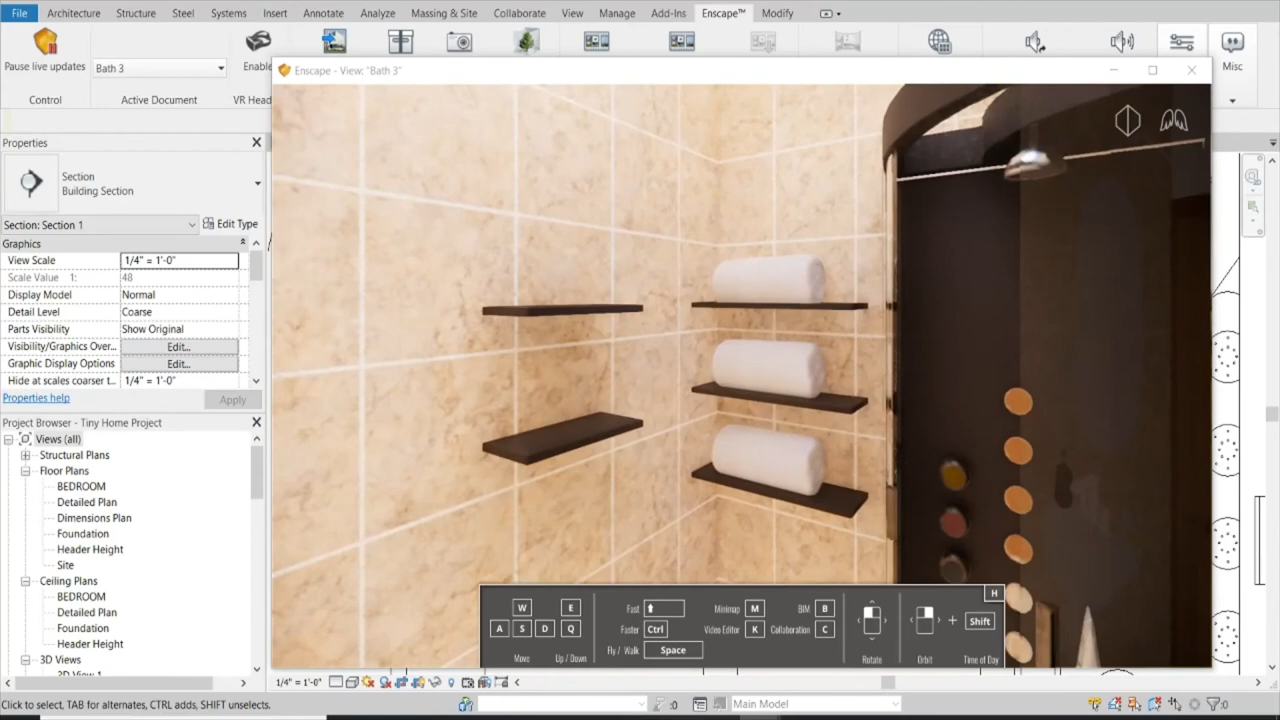 File Architecture Structure Steel Systems Insert Annotate Analyze Massing & Site Collaborate View Manage Add-Ins Enscape™ Modify
Pause live updates
Bath 3
Enable
Misc
Control
Active Document
VR Head
Enscape - View: "Bath 3"
Properties
Section
Building Section
Section: Section 1
Edit Type
Graphics
View Scale 1/4" = 1'-0"
Scale Value 1: 48
Display Model Normal
Detail Level Coarse
Parts Visibility Show Original
Visibility/Graphics Over... Edit...
Graphic Display Options Edit...
Hide at scales coarser t... 1/4" = 1'-0"
Properties help
Apply
Project Browser - Tiny Home Project
Views (all)
Structural Plans
Floor Plans
BEDROOM
Detailed Plan
Dimensions Plan
Foundation
Header Height
Site
Ceiling Plans
BEDROOM
Detailed Plan
Foundation
Header Height
3D Views
3D View 1
H
W E
A S D Q
Move Up / Down
Fast
Faster Ctrl
Fly / Walk Space
Minimap M
Video Editor K
BIM B
Collaboration C
Rotate
+ Shift
Orbit
Time of Day
1/4" = 1'-0"
Click to select, TAB for alternates, CTRL adds, SHIFT unselects.
:0
Main Model
:0